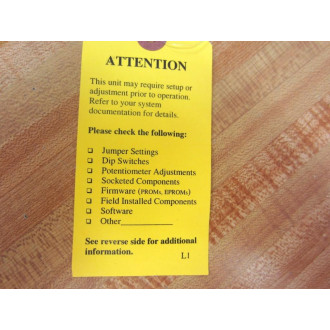 ATTENTION
This unit may require setup or
adjustment prior to operation.
Refer to your system
documentation for details.
Please check the following:
❑ Jumper Settings
❑ Dip Switches
❑ Potentiometer Adjustments
❑ Socketed Components
❑ Firmware (PROMs, EPROMs)
❑ Field Installed Components
❑ Software
❑ Other____________
See reverse side for additional
information.
L1